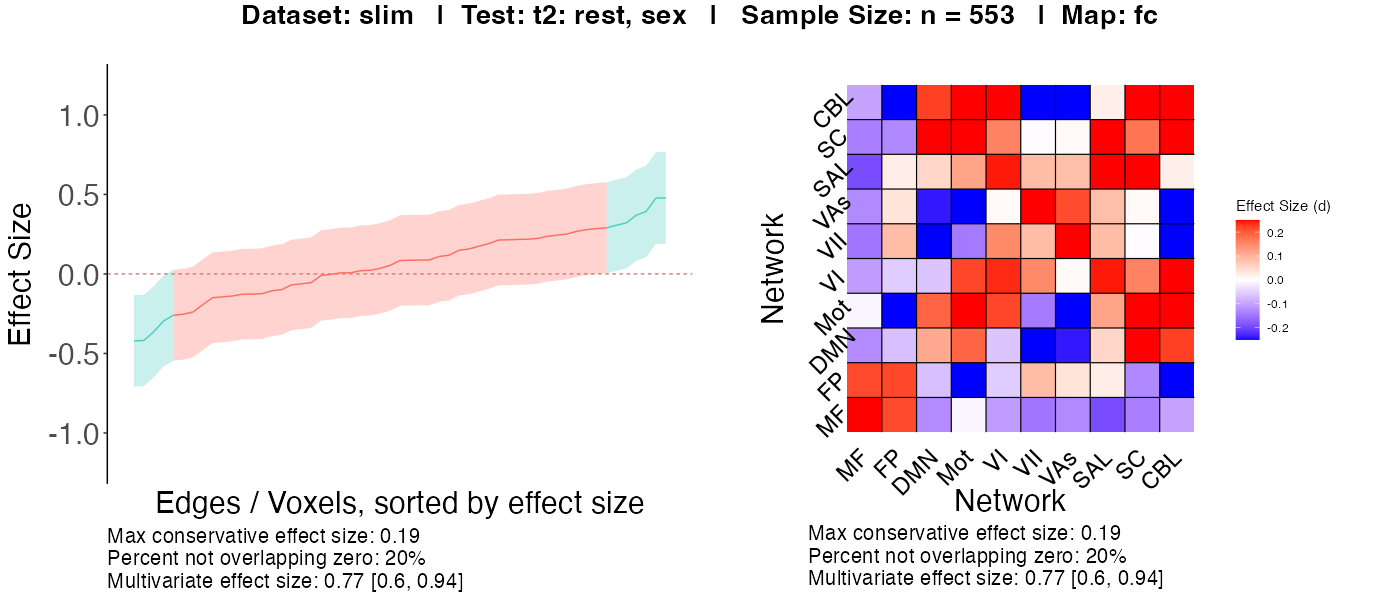 Dataset: slim | Test: t2: rest, sex | Sample Size: n = 553 | Map: fc
Effect Size
1.0
0.5
0.0
-0.5
-1.0
Edges / Voxels, sorted by effect size
Max conservative effect size: 0.19
Percent not overlapping zero: 20%
Multivariate effect size: 0.77 [0.6, 0.94]
Network
CBL
SC
SAL
VAs
VII
VI
Mot
DMN
FP
MF
MF
FP
DMN
Mot
VI
VII
VAs
SAL
SC
CBL
Network
Max conservative effect size: 0.19
Percent not overlapping zero: 20%
Multivariate effect size: 0.77 [0.6, 0.94]
Effect Size (d)
0.2
0.1
0.0
-0.1
-0.2